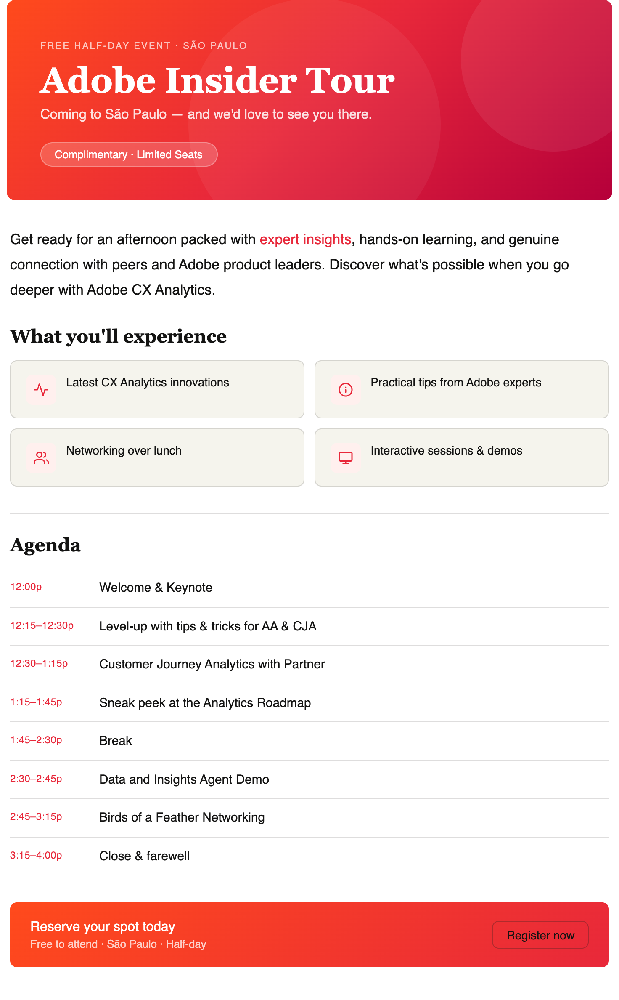 FREE HALF-DAY EVENT · SÃO PAULO
Adobe Insider Tour
Coming to São Paulo — and we'd love to see you there.
Complimentary · Limited Seats
Get ready for an afternoon packed with expert insights, hands-on learning, and genuine
connection with peers and Adobe product leaders. Discover what's possible when you go
deeper with Adobe CX Analytics.
What you'll experience
Latest CX Analytics innovations
Practical tips from Adobe experts
Networking over lunch
Interactive sessions & demos
Agenda
12:00p Welcome & Keynote
12:15–12:30p Level-up with tips & tricks for AA & CJA
12:30–1:15p Customer Journey Analytics with Partner
1:15–1:45p Sneak peek at the Analytics Roadmap
1:45–2:30p Break
2:30–2:45p Data and Insights Agent Demo
2:45–3:15p Birds of a Feather Networking
3:15–4:00p Close & farewell
Reserve your spot today
Free to attend · São Paulo · Half-day
Register now